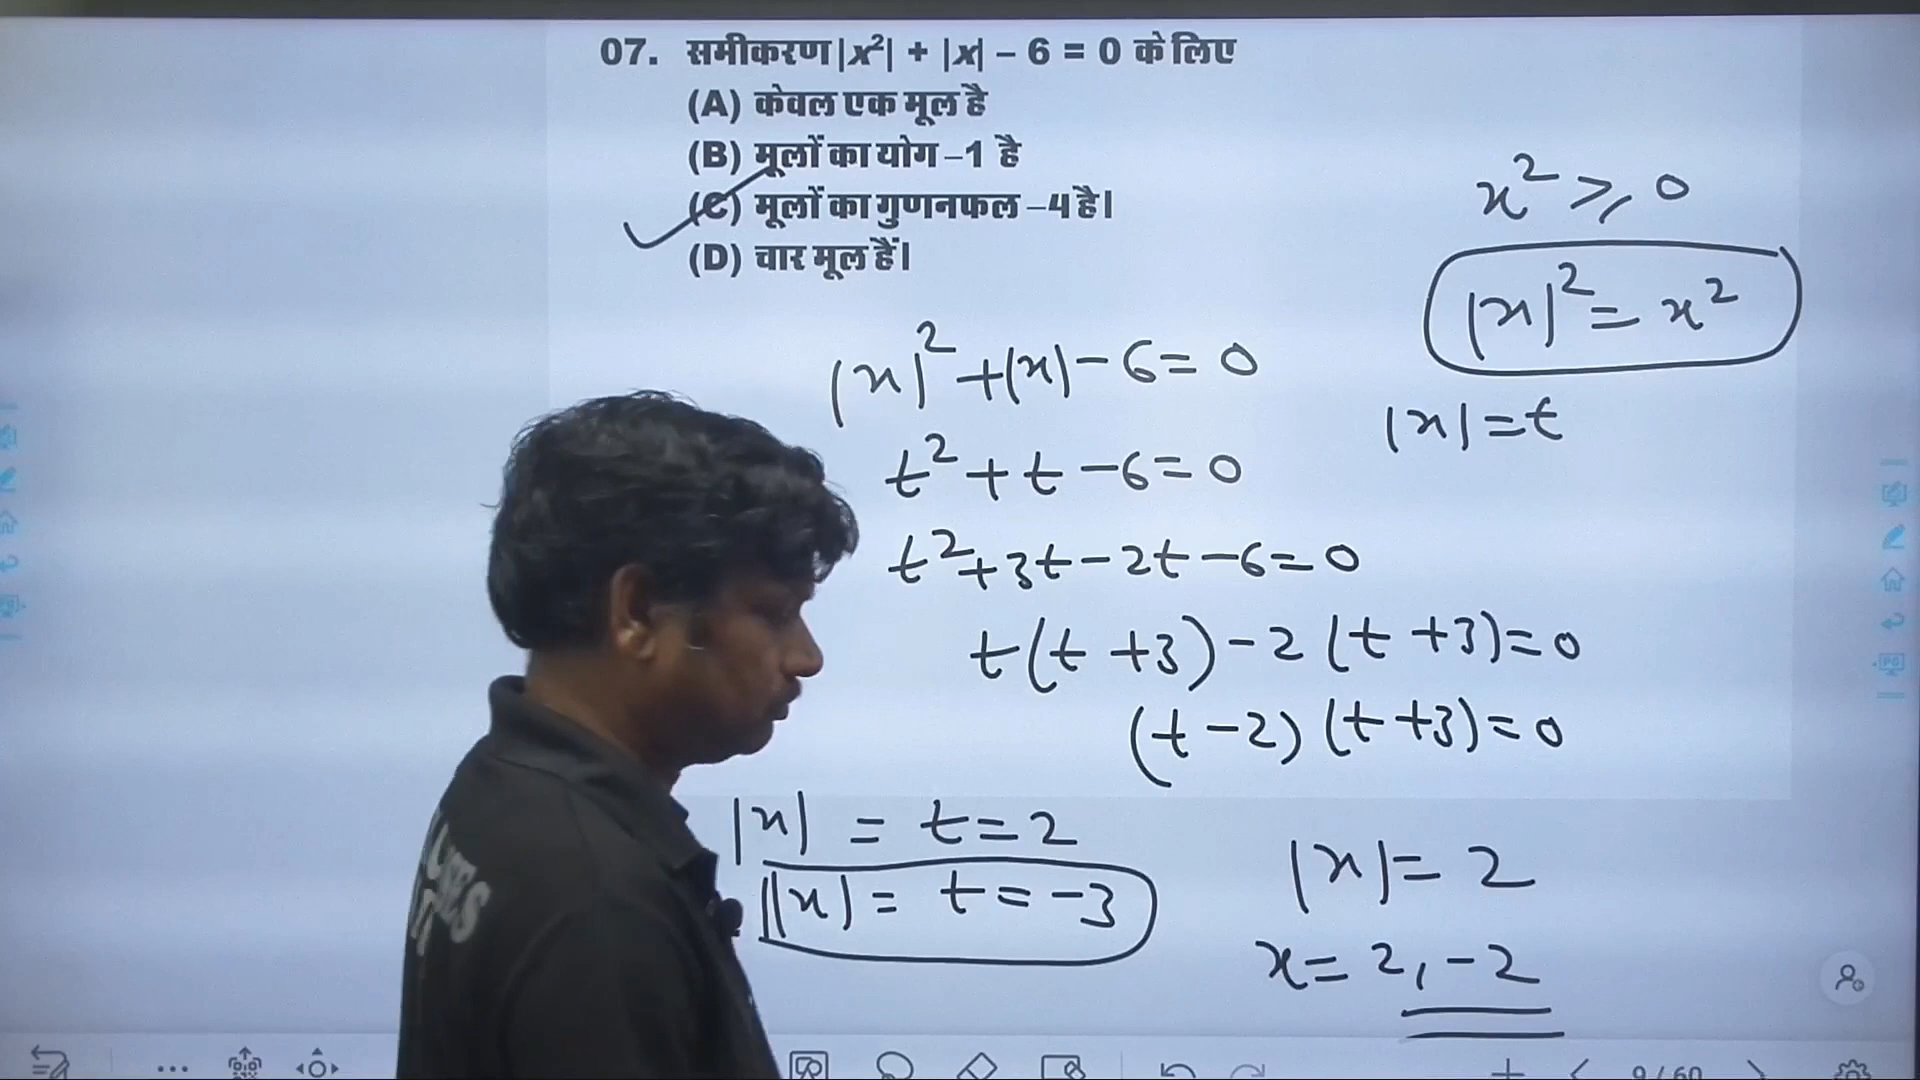 07. समीकरण |x²| + |x| – 6 = 0 के लिए
(A) केवल एक मूल है
(B) मूलों का योग –1 है
(C) मूलों का गुणनफल –4 है।
(D) चार मूल हैं।
x² ≥ 0
|x|² = x²
|x| = t
|x|² + |x| - 6 = 0
t² + t - 6 = 0
t² + 3t - 2t - 6 = 0
t(t + 3) - 2(t + 3) = 0
(t - 2)(t + 3) = 0
|x| = t = 2
|x| = t = -3
|x| = 2
x = 2, -2
9/60